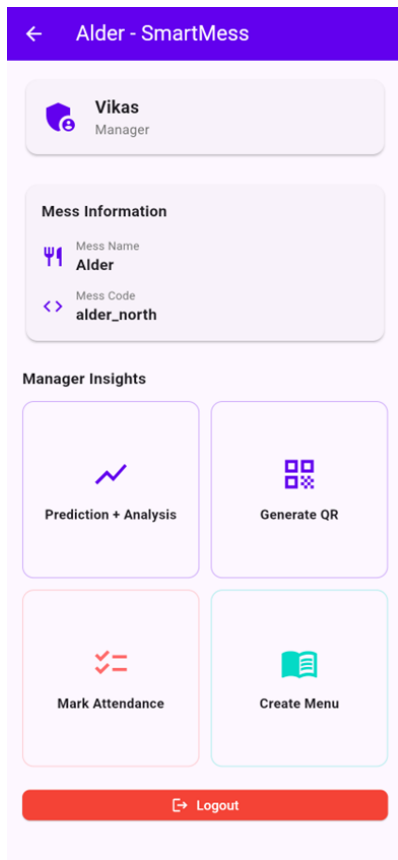 Alder - SmartMess
Vikas
Manager
Mess Information
Mess Name
Alder
Mess Code
alder_north
Manager Insights
Prediction + Analysis
Generate QR
Mark Attendance
Create Menu
Logout